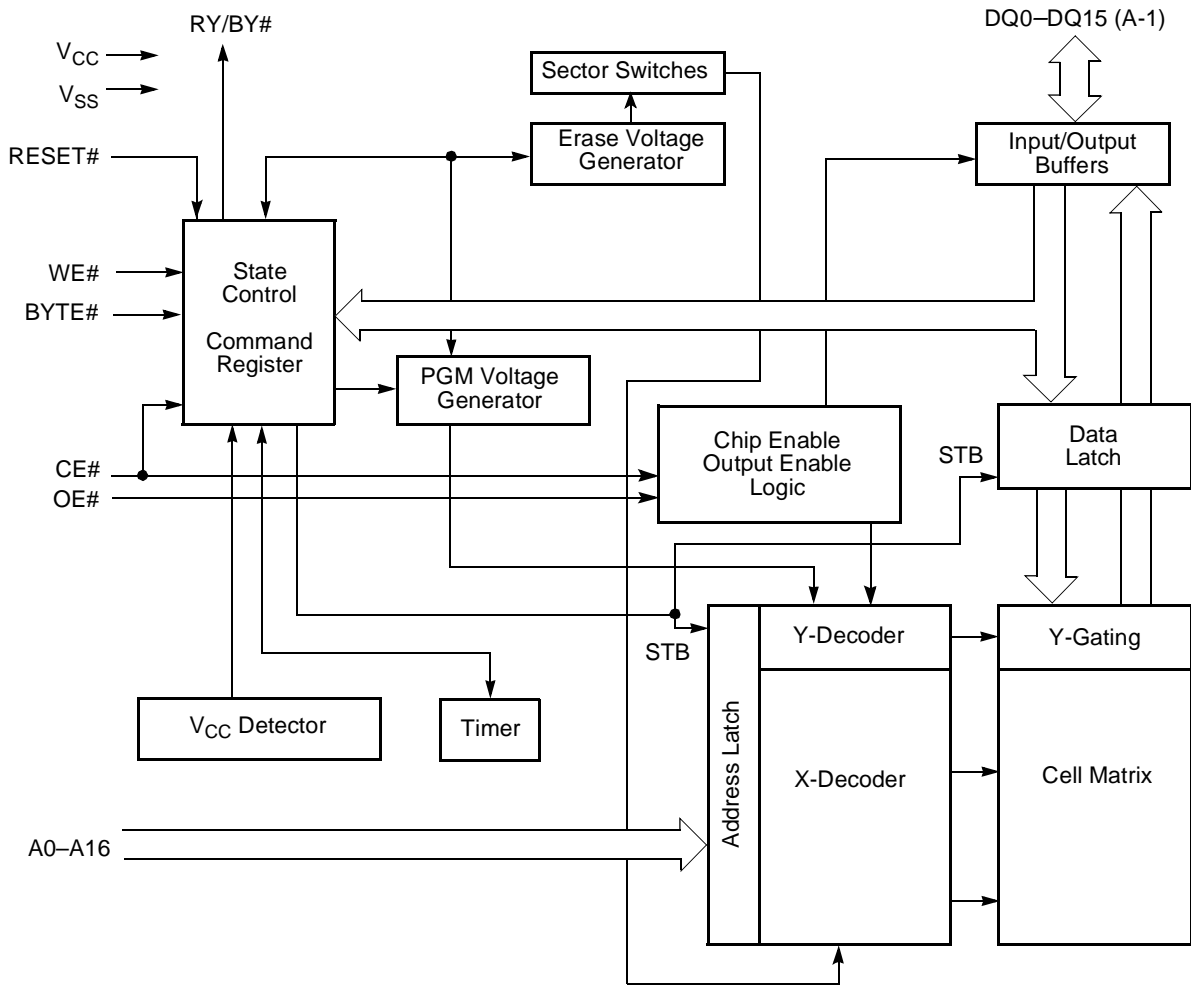 RY/BY#
DQ0–DQ15 (A-1)
VCC
VSS
Sector Switches
RESET#
Erase Voltage
Generator
Input/Output
Buffers
WE#
BYTE#
State
Control
Command
Register
PGM Voltage
Generator
Chip Enable
Output Enable
Logic
STB
Data
Latch
CE#
OE#
STB
Y-Decoder
Y-Gating
VCC Detector
Timer
Address Latch
X-Decoder
Cell Matrix
A0–A16